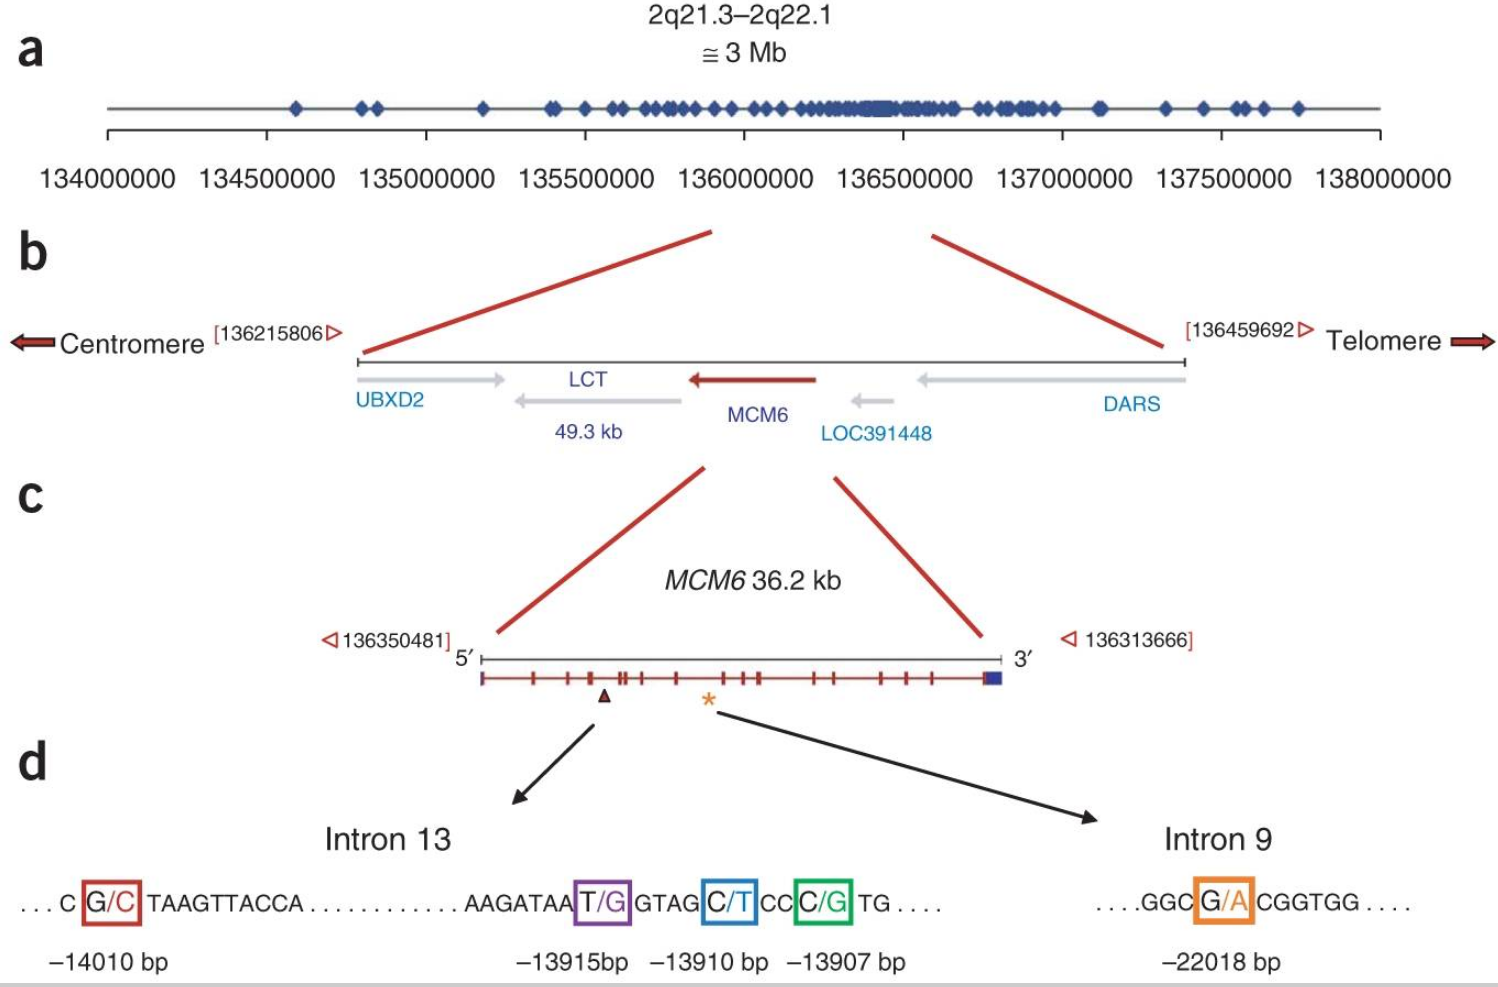 2q21.3–2q22.1
a
≅ 3 Mb
134000000 134500000 135000000 135500000 136000000 136500000 137000000 137500000 138000000
b
Centromere [136215806 [136459692 Telomere
LCT
UBXD2 MCM6 DARS
49.3 kb LOC391448
c
MCM6 36.2 kb
136350481] 5′ 3′ 136313666]
*
d
Intron 13 Intron 9
...C G/C TAAGTTACCA............AAGATAA T/G GTAG C/T CC C/G TG.... ....GGC G/A CGGTGG....
–14010 bp –13915bp –13910 bp –13907 bp –22018 bp